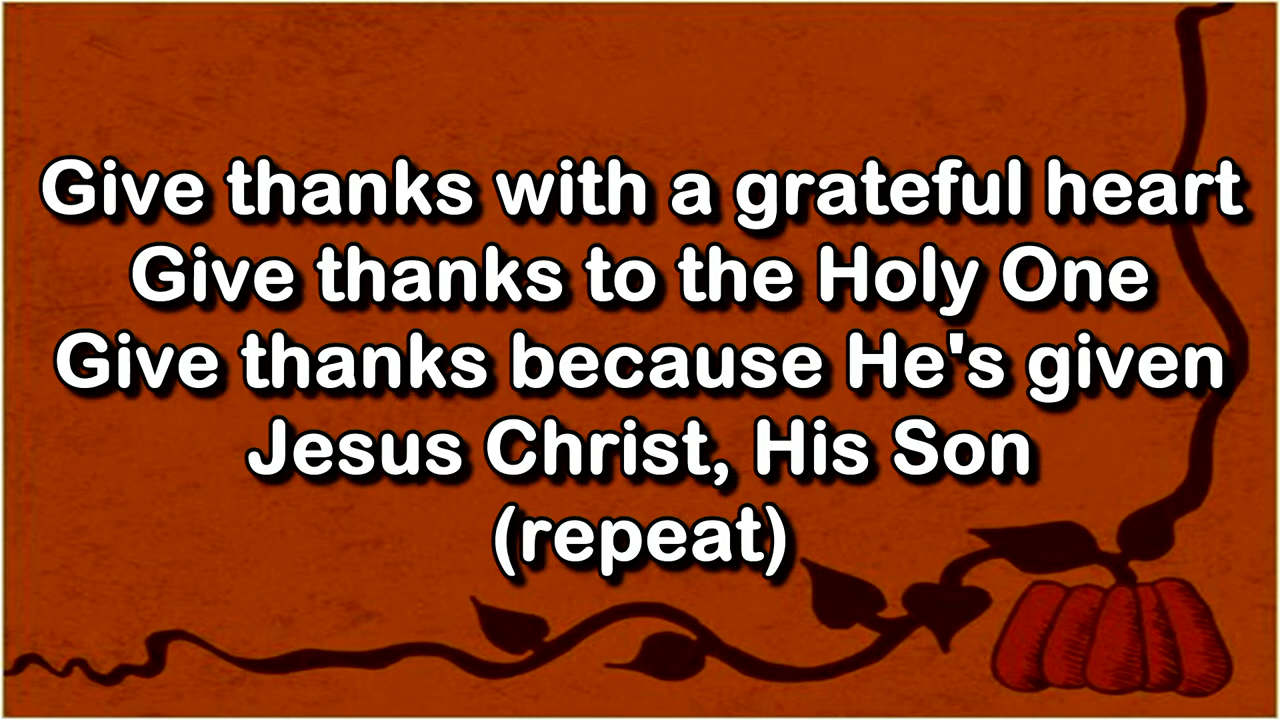 Give thanks with a grateful heart
Give thanks to the Holy One
Give thanks because He's given
Jesus Christ, His Son
(repeat)